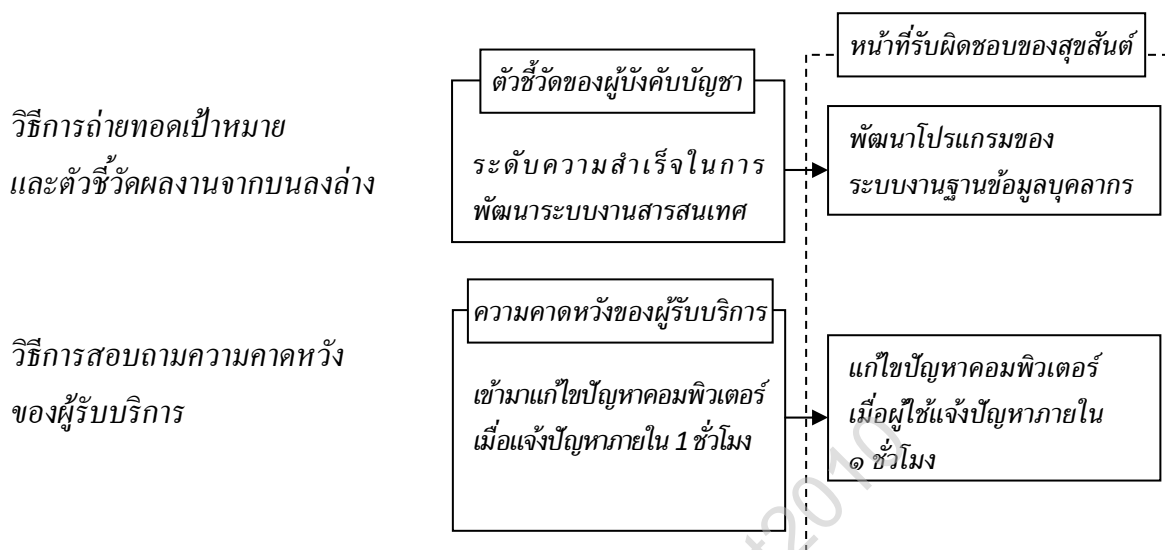 หน้าที่รับผิดชอบของสุขสันต์
ตัวชี้วัดของผู้บังคับบัญชา
วิธีการถ่ายทอดเป้าหมาย
และตัวชี้วัดผลงานจากบนลงล่าง
ระดับความสำเร็จในการ
พัฒนาระบบงานสารสนเทศ
พัฒนาโปรแกรมของ
ระบบงานฐานข้อมูลบุคลากร
ความคาดหวังของผู้รับบริการ
วิธีการสอบถามความคาดหวัง
ของผู้รับบริการ
เข้ามาแก้ไขปัญหาคอมพิวเตอร์
เมื่อแจ้งปัญหาภายใน 1 ชั่วโมง
แก้ไขปัญหาคอมพิวเตอร์
เมื่อผู้ใช้แจ้งปัญหาภายใน
๑ ชั่วโมง
t2010